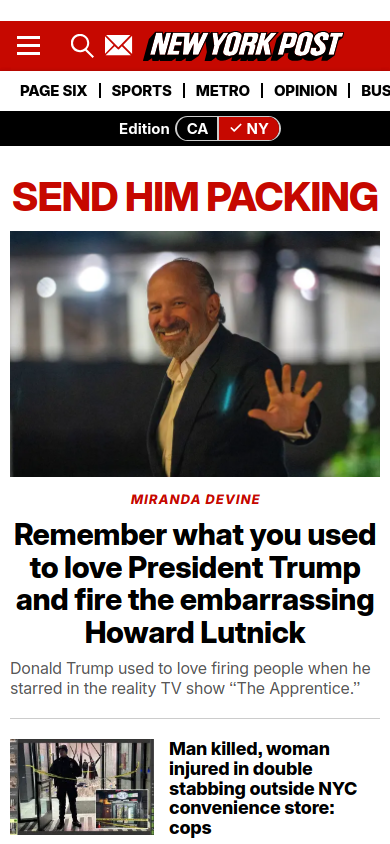 NEW YORK POST
PAGE SIX | SPORTS | METRO | OPINION | BUS
Edition CA NY
SEND HIM PACKING
MIRANDA DEVINE
Remember what you used
to love President Trump
and fire the embarrassing
Howard Lutnick
Donald Trump used to love firing people when he
starred in the reality TV show “The Apprentice.”
Man killed, woman
injured in double
stabbing outside NYC
convenience store:
cops